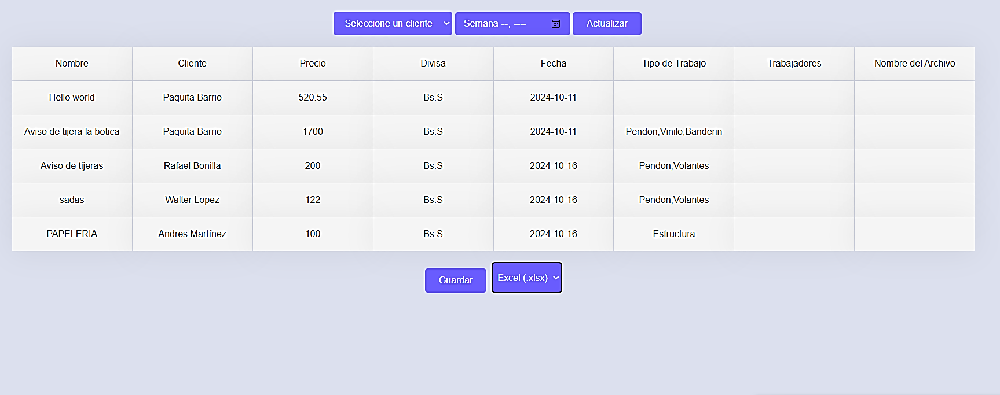 Seleccione un cliente Semana --, ---- Actualizar
Nombre Cliente Precio Divisa Fecha Tipo de Trabajo Trabajadores Nombre del Archivo
Hello world Paquita Barrio 520.55 Bs.S 2024-10-11
Aviso de tijera la botica Paquita Barrio 1700 Bs.S 2024-10-11 Pendon,Vinilo,Banderin
Aviso de tijeras Rafael Bonilla 200 Bs.S 2024-10-16 Pendon,Volantes
sadas Walter Lopez 122 Bs.S 2024-10-16 Pendon,Volantes
PAPELERIA Andres Martínez 100 Bs.S 2024-10-16 Estructura
Guardar Excel (.xlsx)